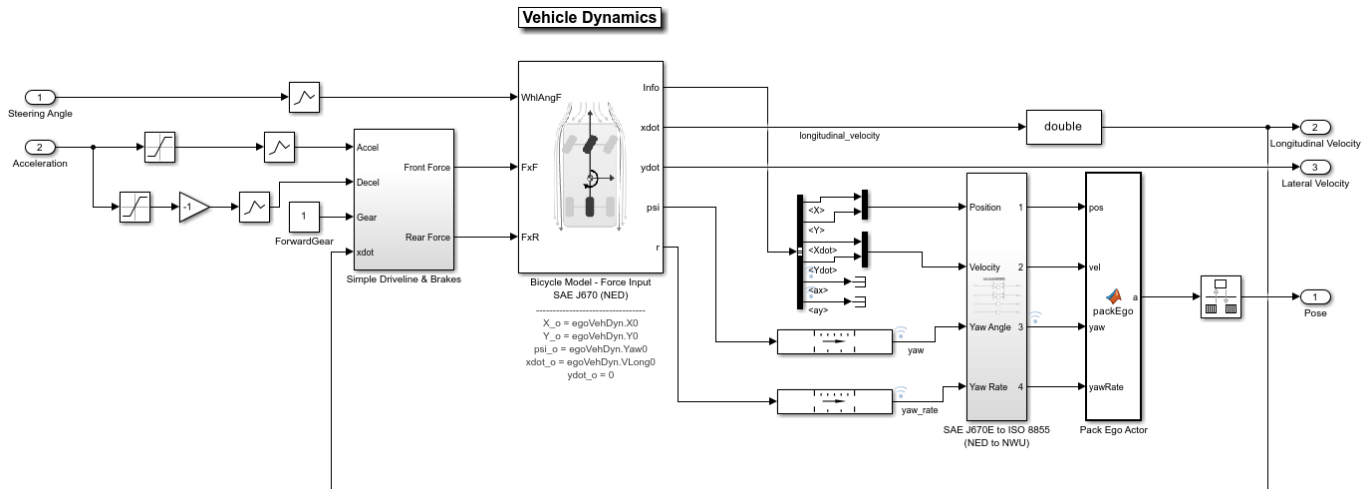 Vehicle Dynamics
1
Steering Angle
2
Acceleration
-1
1
ForwardGear
Accel
Decel
Gear
xdot
Front Force
Rear Force
Simple Driveline & Brakes
WhlAngF
FxF
FxR
Info
xdot
ydot
psi
r
Bicycle Model - Force Input
SAE J670 (NED)
----------------------------------
X_o = egoVehDyn.X0
Y_o = egoVehDyn.Y0
psi_o = egoVehDyn.Yaw0
xdot_o = egoVehDyn.VLong0
ydot_o = 0
longitudinal_velocity
double
2
Longitudinal Velocity
3
Lateral Velocity
<X>
<Y>
<Xdot>
<Ydot>
<ax>
<ay>
yaw
yaw_rate
Position 1
Velocity 2
Yaw Angle 3
Yaw Rate 4
SAE J670E to ISO 8855
(NED to NWU)
pos
vel
yaw
yawRate
a
packEgo
Pack Ego Actor
1
Pose